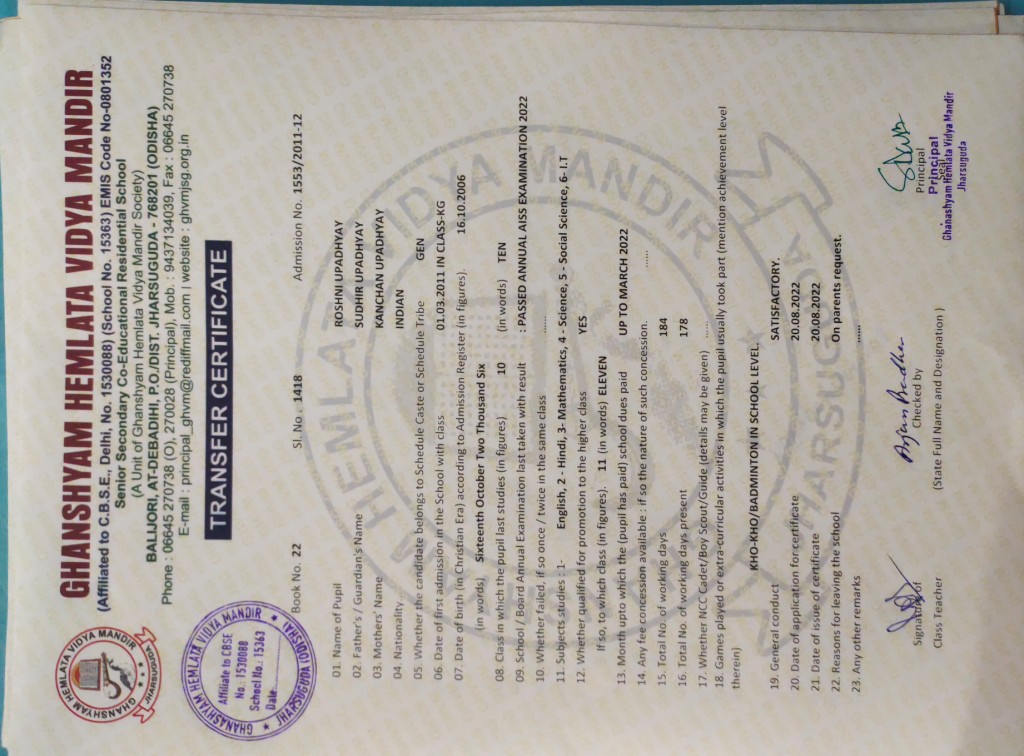 GHANSHYAM HEMLATA VIDYA MANDIR
(Affiliated to C.B.S.E., Delhi, No. 1530088) (School No. 15363) EMIS Code No-0801352
Senior Secondary Co-Educational Residential School
(A Unit of Ghanshyam Hemlata Vidya Mandir Society)
BALIJORI, AT-DEBADIHI, P.O./DIST. JHARSUGUDA - 768201 (ODISHA)
Phone : 06645 270738 (O), 270028 (Principal), Mob. : 9437134039, Fax : 06645 270738
E-mail : principal_ghvm@rediffmail.com | website : ghvmjsg.org.in
GHANSHYAM HEMLATA VIDYA MANDIR
JHARSUGUDA
TRANSFER CERTIFICATE
GHANASHYAM HEMLATA VIDYA MANDIR
Affiliate to CBSE
No.: 1530088
School No.: 15363
Date
JHARSUGUDA (ODISHA)
Book No. 22 Sl. No. 1418 Admission No. 1553/2011-12
01. Name of Pupil ROSHNI UPADHYAY
02. Father's / Guardian's Name SUDHIR UPADHYAY
03. Mothers' Name KANCHAN UPADHYAY
04. Nationality INDIAN
05. Whether the candidate belongs to Schedule Caste or Schedule Tribe GEN
06. Date of first admission in the School with class 01.03.2011 IN CLASS-KG
07. Date of birth (in Christian Era) according to Admission Register (in figures). 16.10.2006
(in words) Sixteenth October Two Thousand Six
08. Class in which the pupil last studies (in figures) 10 (in words) TEN
09. School / Board Annual Examination last taken with result : PASSED ANNUAL AISS EXAMINATION 2022
10. Whether failed, if so once / twice in the same class ......
11. Subjects studies : 1- English, 2 - Hindi, 3- Mathematics, 4 - Science, 5 - Social Science, 6- I.T
12. Whether qualified for promotion to the higher class YES
If so, to which class (in figures). 11 (in words) ELEVEN
13. Month upto which the (pupil has paid) school dues paid UP TO MARCH 2022
14. Any fee concession available : if so the nature of such concession. ......
15. Total No. of working days 184
16. Total No. of working days present 178
17. Whether NCC Cadet/Boy Scout/Guide (details may be given) ......
18. Games played or extra-curricular activities in which the pupil usually took part (mention achievement level
therein) KHO-KHO/BADMINTON IN SCHOOL LEVEL
19. General conduct SATISFACTORY.
20. Date of application for certificate 20.08.2022
21. Date of issue of certificate 20.08.2022
22. Reasons for leaving the school On parents request.
23. Any other remarks ......
Signature of Checked by Principal
Class Teacher (State Full Name and Designation ) Seal
Principal
Ghanashyam Hemlata Vidya Mandir
Jharsuguda
HEMLATA VIDYA MANDIR
JHARSUGUDA